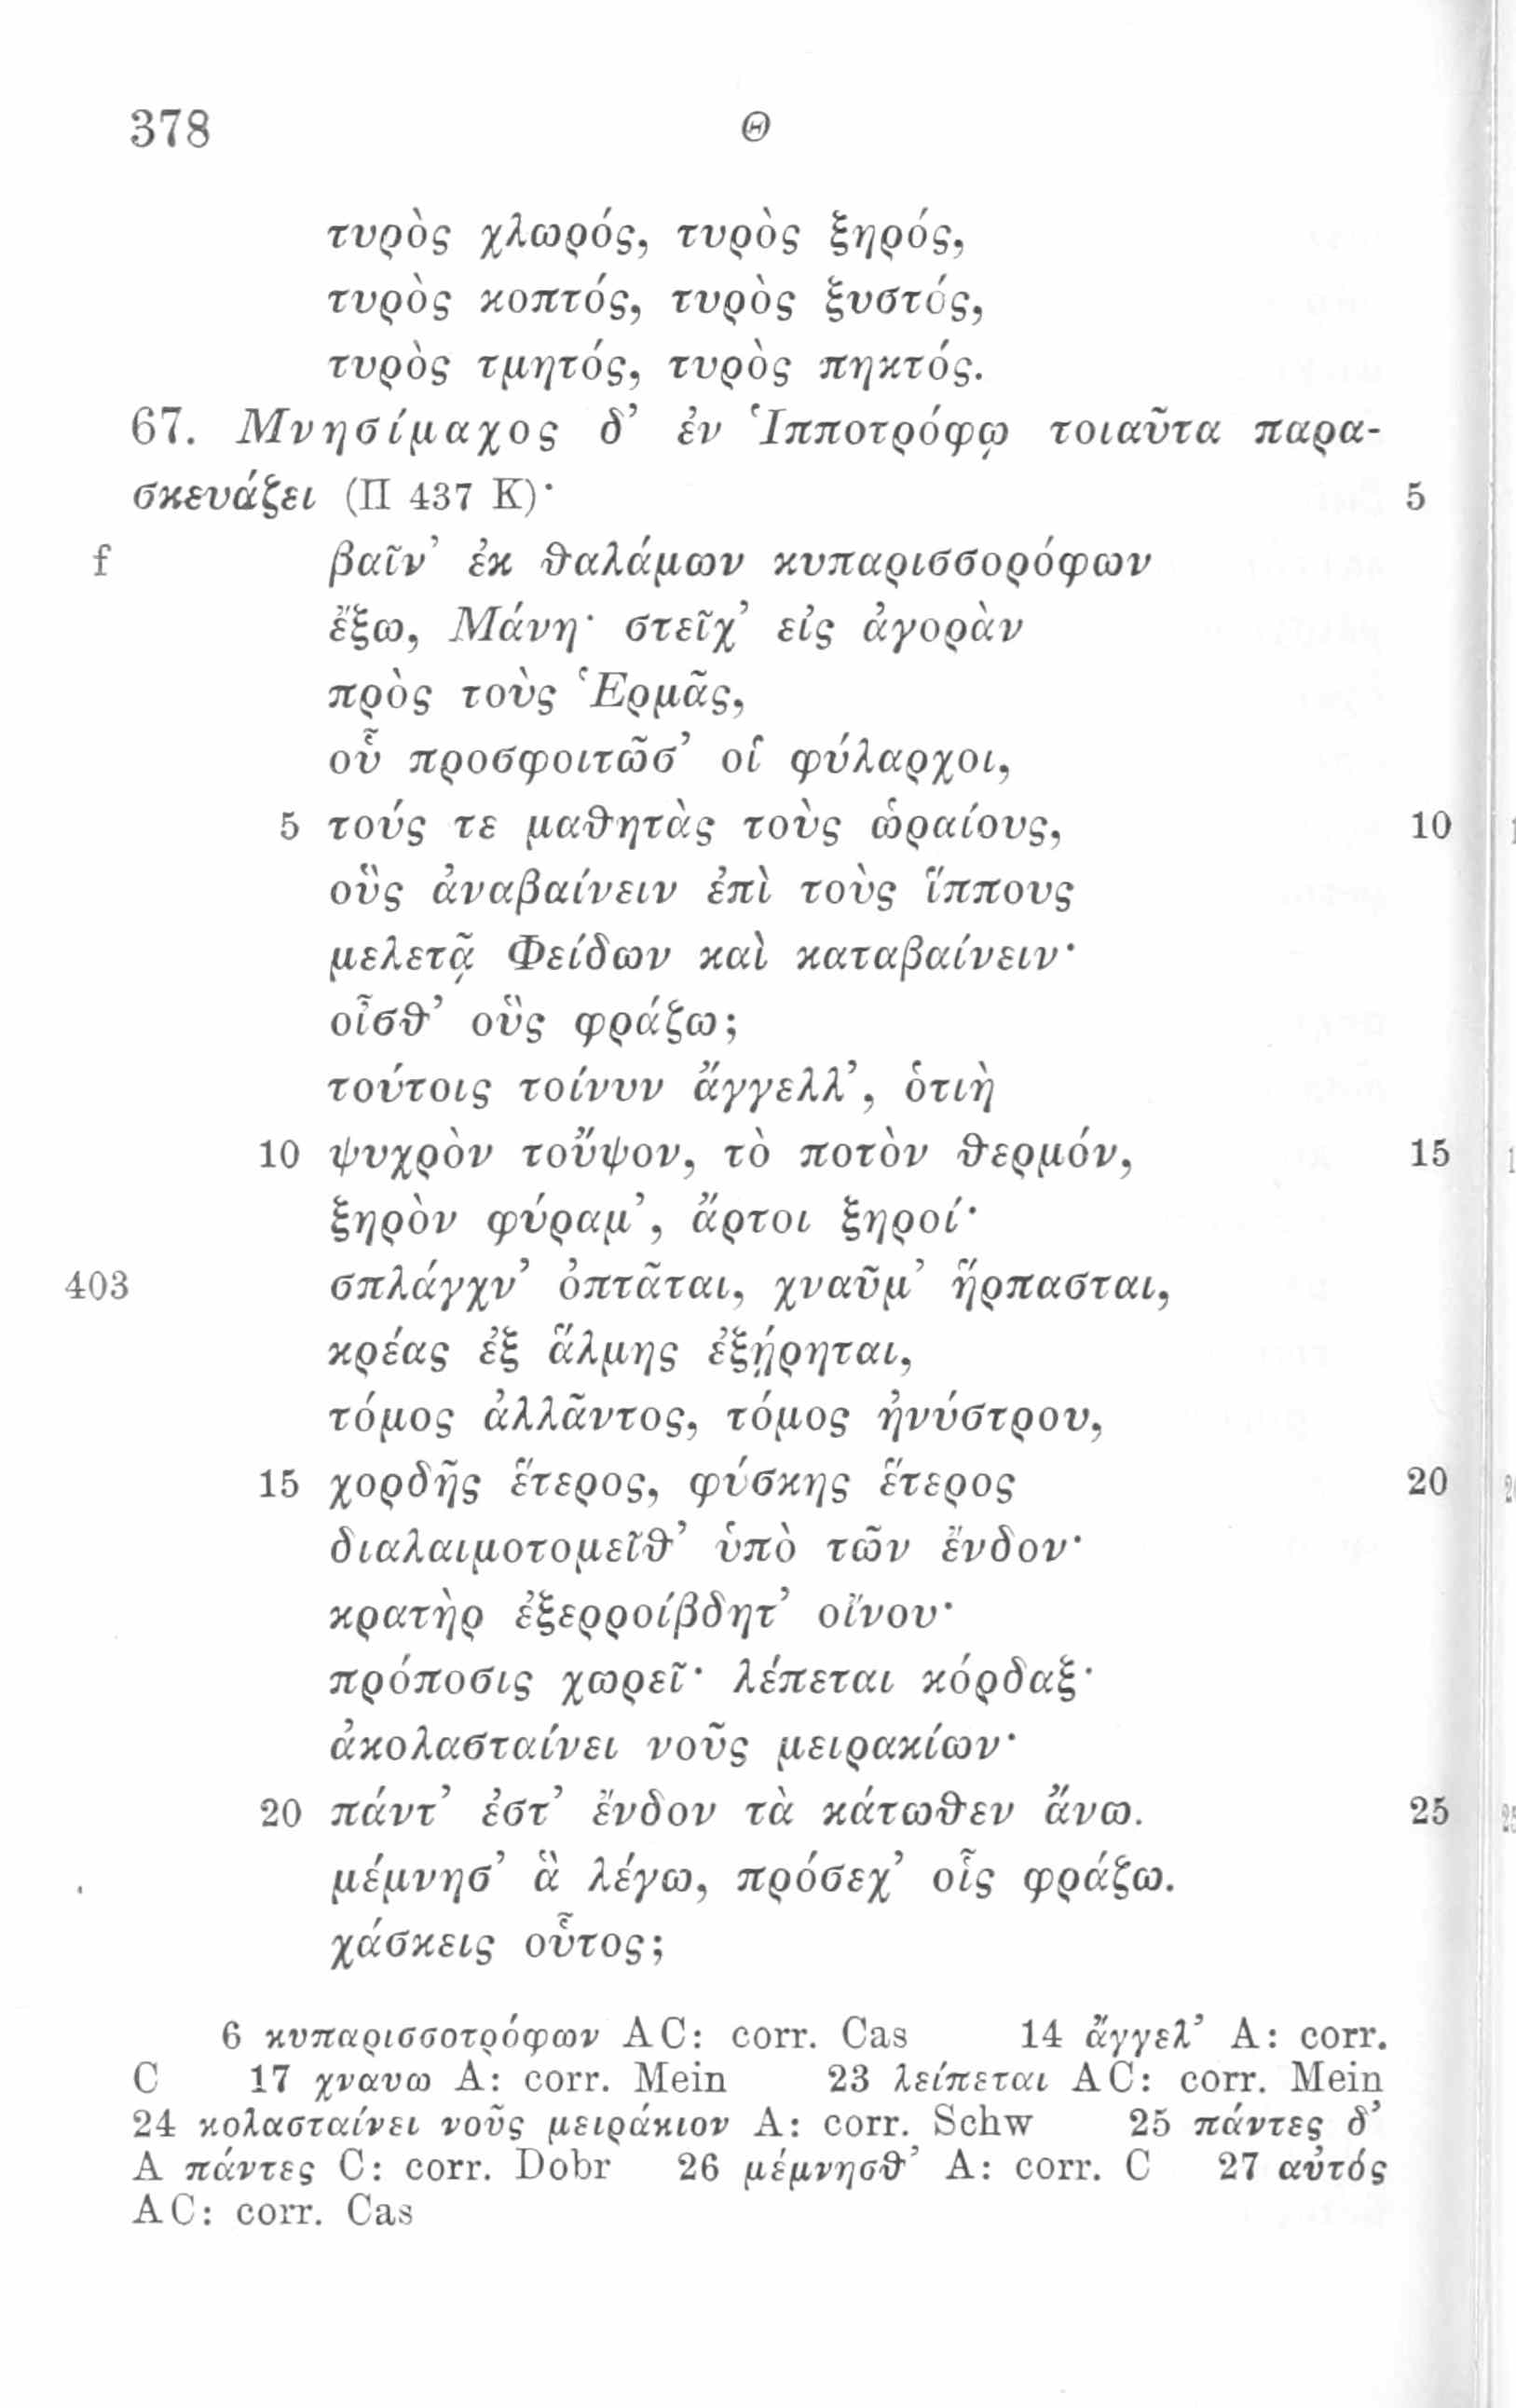 378 Θ
τυρὸς χλωρός, τυρὸς ξηρός,
τυρὸς κοπτός, τυρὸς ξυστός,
τυρὸς τμητός, τυρὸς πηκτός.
67. Μνησίμαχος δ’ ἐν Ἱπποτρόφῳ τοιαῦτα παρα-
σκευάζει (II 437 K)· 5
f βαῖν’ ἐκ θαλάμων κυπαρισσορόφων
ἔξω, Μάνη· στεῖχ’ εἰς ἀγορὰν
πρὸς τοὺς Ἑρμᾶς,
οὗ προσφοιτῶσ’ οἱ φύλαρχοι,
5 τούς τε μαθητὰς τοὺς ὡραίους, 10
οὓς ἀναβαίνειν ἐπὶ τοὺς ἵππους
μελετᾷ Φείδων καὶ καταβαίνειν·
οἶσθ’ οὓς φράζω;
τούτοις τοίνυν ἄγγελλ’, ὁτιὴ
10 ψυχρὸν τοὔψον, τὸ ποτὸν θερμόν, 15
ξηρὸν φύραμ’, ἄρτοι ξηροί·
403 σπλάγχν’ ὀπτᾶται, χναῦμ’ ἥρπασται,
κρέας ἐξ ἅλμης ἐξῄρηται,
τόμος ἀλλᾶντος, τόμος ἠνύστρου,
15 χορδῆς ἕτερος, φύσκης ἕτερος 20
διαλαιμοτομεῖθ’ ὑπὸ τῶν ἔνδον·
κρατὴρ ἐξερροίβδητ’ οἴνου·
πρόποσις χωρεῖ· λέπεται κόρδαξ·
ἀκολασταίνει νοῦς μειρακίων·
20 πάντ’ ἐστ’ ἔνδον τὰ κάτωθεν ἄνω. 25
μέμνησ’ ἃ λέγω, πρόσεχ’ οἷς φράζω.
χάσκεις οὗτος;
6 κυπαρισσοτρόφων AC: corr. Cas 14 ἄγγελ’ A: corr.
C 17 χναυω A: corr. Mein 23 λείπεται AC: corr. Mein
24 κολασταίνει νοῦς μειράκιον A: corr. Schw 25 πάντες δ’
A πάντες C: corr. Dobr 26 μέμνησθ’ A: corr. C 27 αὐτός
AC: corr. Cas